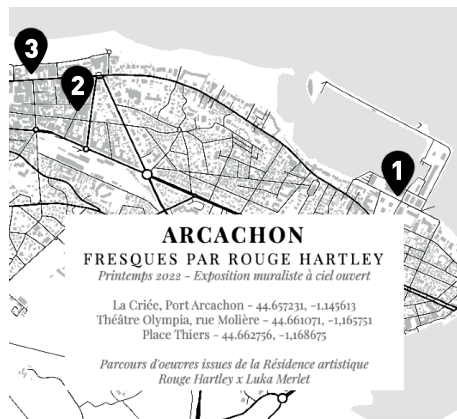 3
2
1
ARCACHON
FRESQUES PAR ROUGE HARTLEY
Printemps 2022 - Exposition muraliste à ciel ouvert
La Criée, Port Arcachon - 44.657231, -1.145613
Théâtre Olympia, rue Molière - 44.661071, -1,165751
Place Thiers - 44.662756, -1,168675
Parcours d'oeuvres issues de la Résidence artistique
Rouge Hartley x Luka Merlet